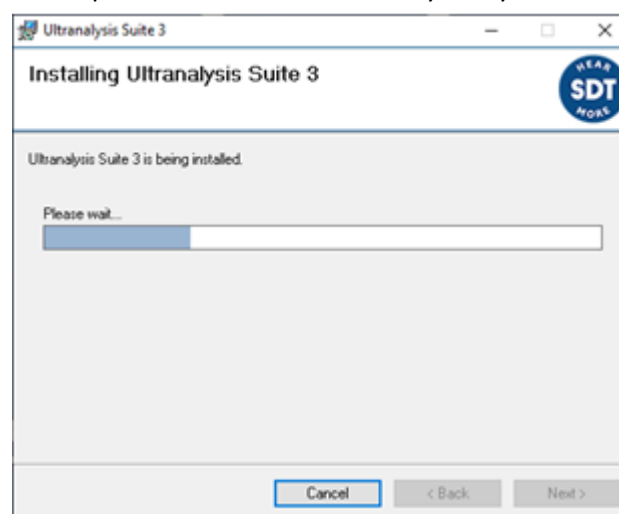 Ultranalysis Suite 3
Installing Ultranalysis Suite 3
HEAR
SDT
MORE
Ultranalysis Suite 3 is being installed.
Please wait...
Cancel
< Back
Next >